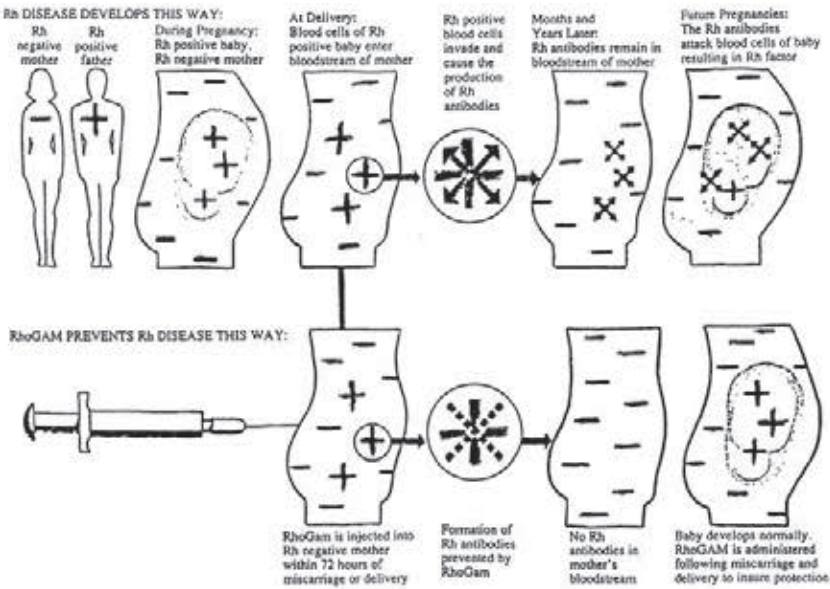 Rh DISEASE DEVELOPS THIS WAY:
Rh
negative
mother
Rh
positive
father
During Pregnancy:
Rh positive baby,
Rh negative mother
At Delivery:
Blood cells of Rh
positive baby enter
bloodstream of mother
Rh positive
blood cells
invade and
cause the
production
of Rh
antibodies
Months and
Years Later:
Rh antibodies remain in
bloodstream of mother
Future Pregnancies:
The Rh antibodies
attack blood cells of baby
resulting in Rh factor
RhoGAM PREVENTS Rh DISEASE THIS WAY:
RhoGam is injected into
Rh negative mother
within 72 hours of
miscarriage or delivery
Formation of
Rh antibodies
prevented by
RhoGam
No Rh
antibodies in
mother's
bloodstream
Baby develops normally.
RhoGAM is administered
following miscarriage and
delivery to insure protection